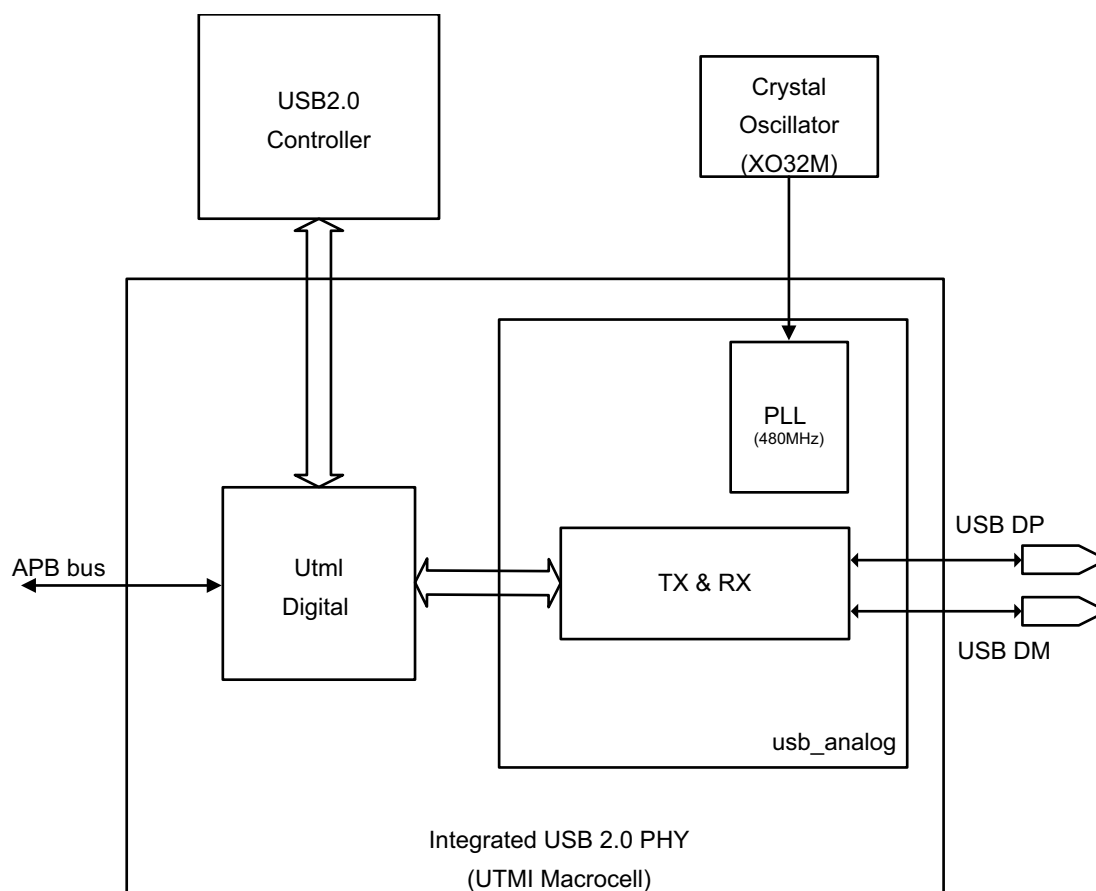 USB2.0
Controller
Crystal
Oscillator
(XO32M)
PLL
(480MHz)
USB DP
APB bus
Utml
Digital
TX & RX
USB DM
usb_analog
Integrated USB 2.0 PHY
(UTMI Macrocell)